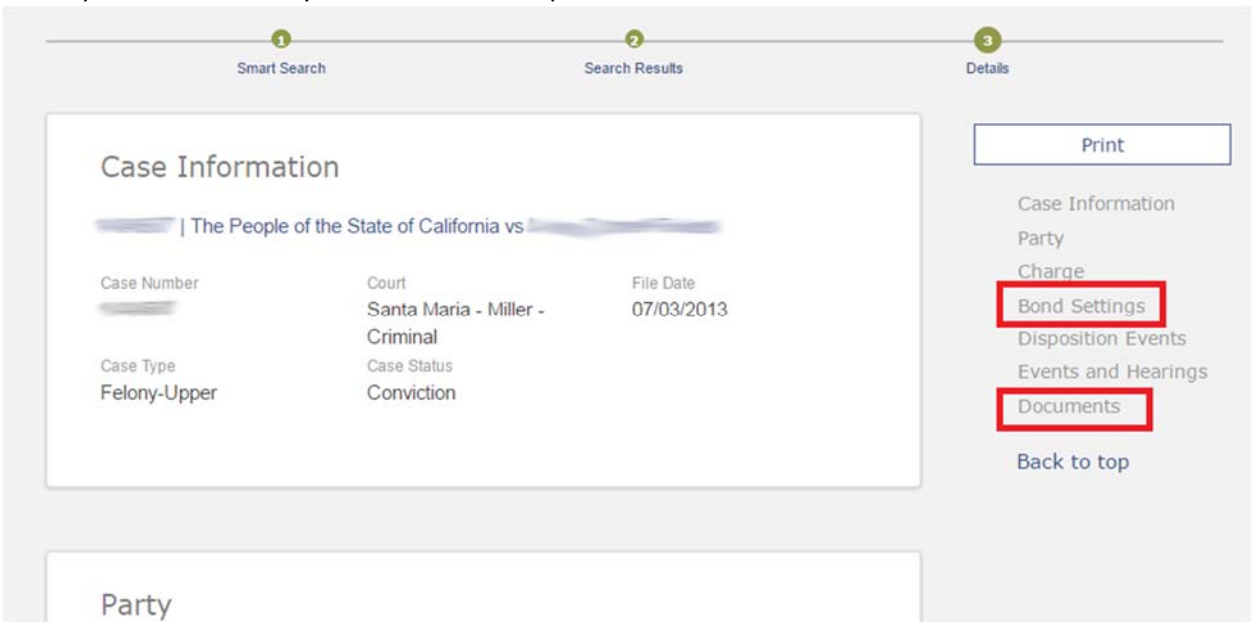 1 2 3
Smart Search Search Results Details
Case Information
| The People of the State of California vs
Case Number Court File Date
Santa Maria - Miller - 07/03/2013
Criminal
Case Type Case Status
Felony-Upper Conviction
Party
Print
Case Information
Party
Charge
Bond Settings
Disposition Events
Events and Hearings
Documents
Back to top